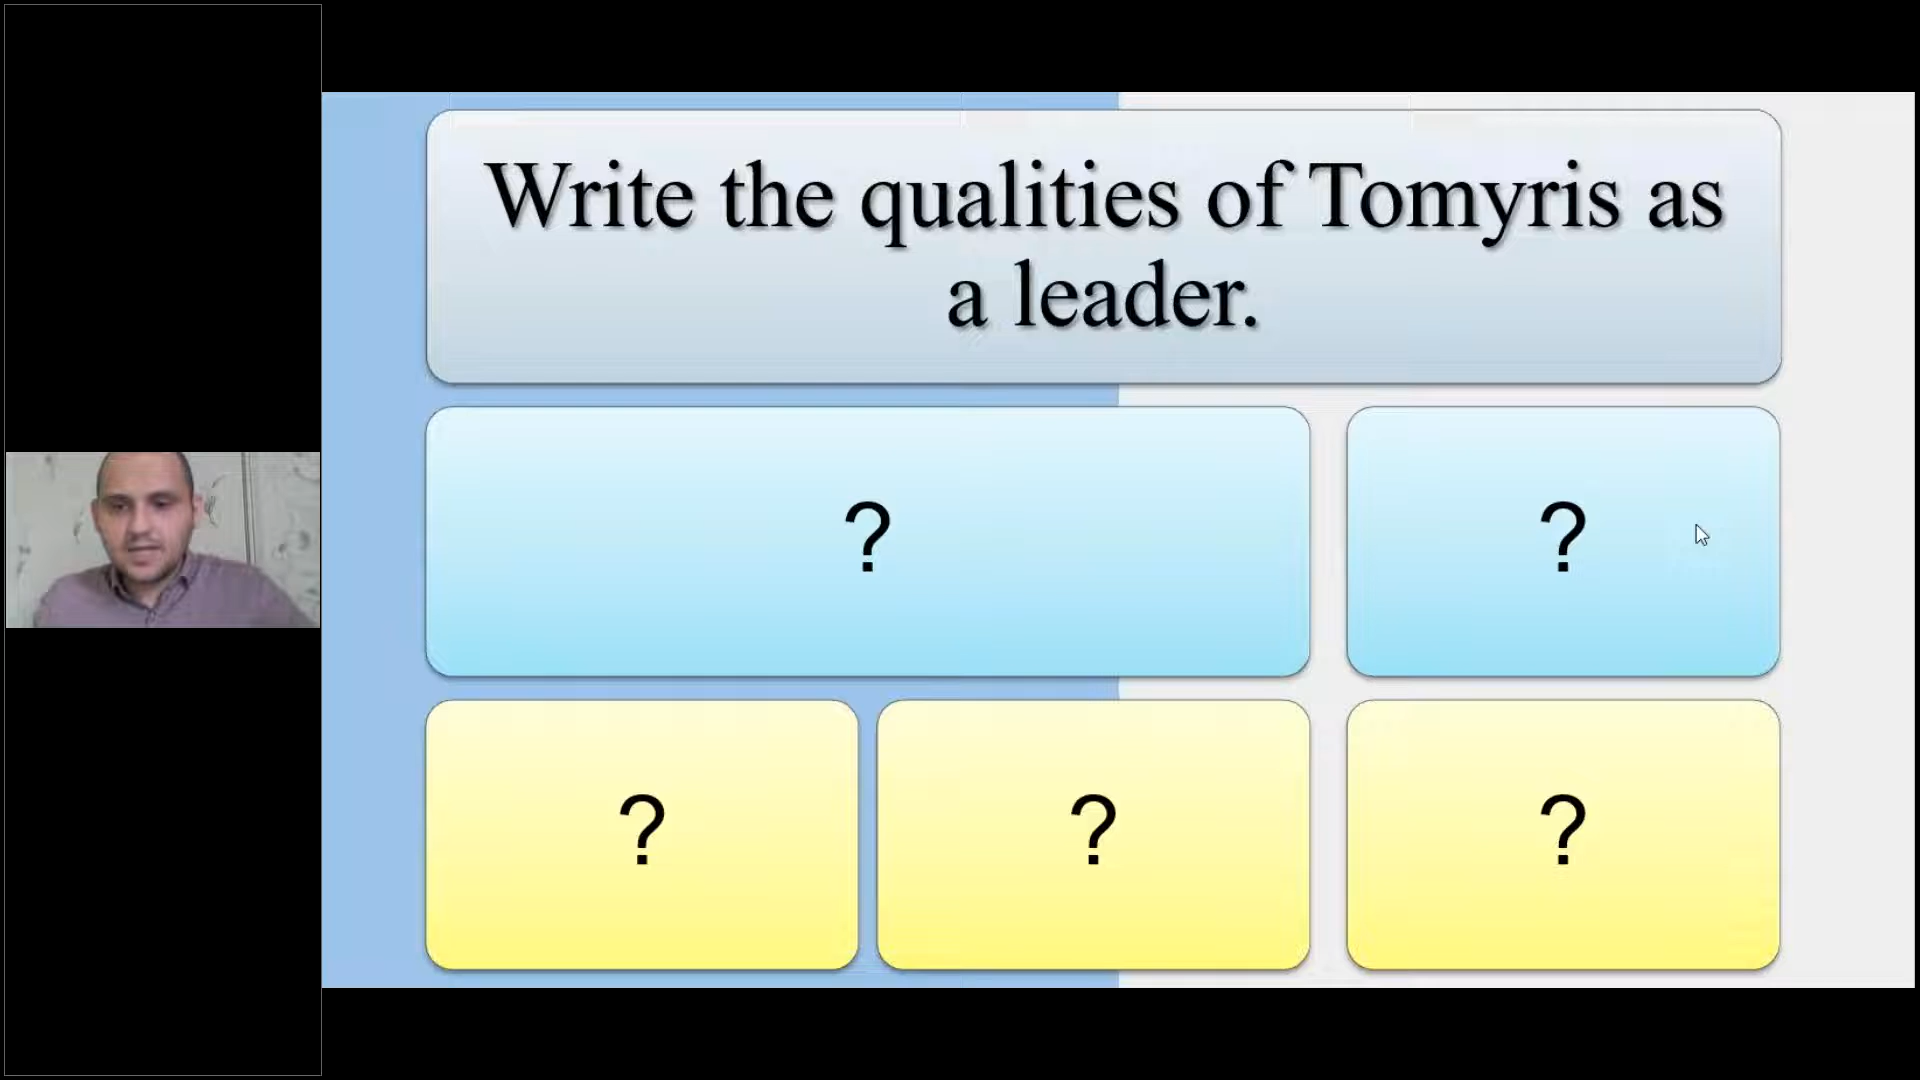 Write the qualities of Tomyris as
a leader.
?
?
?
?
?